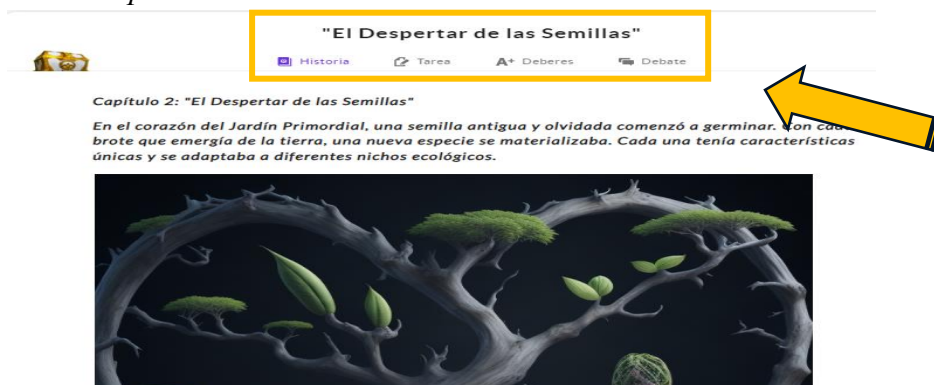 "El Despertar de las Semillas"
Historia Tarea A+ Deberes Debate
Capítulo 2: "El Despertar de las Semillas"
En el corazón del Jardín Primordial, una semilla antigua y olvidada comenzó a germinar. Con cada
brote que emergía de la tierra, una nueva especie se materializaba. Cada una tenía características
únicas y se adaptaba a diferentes nichos ecológicos.